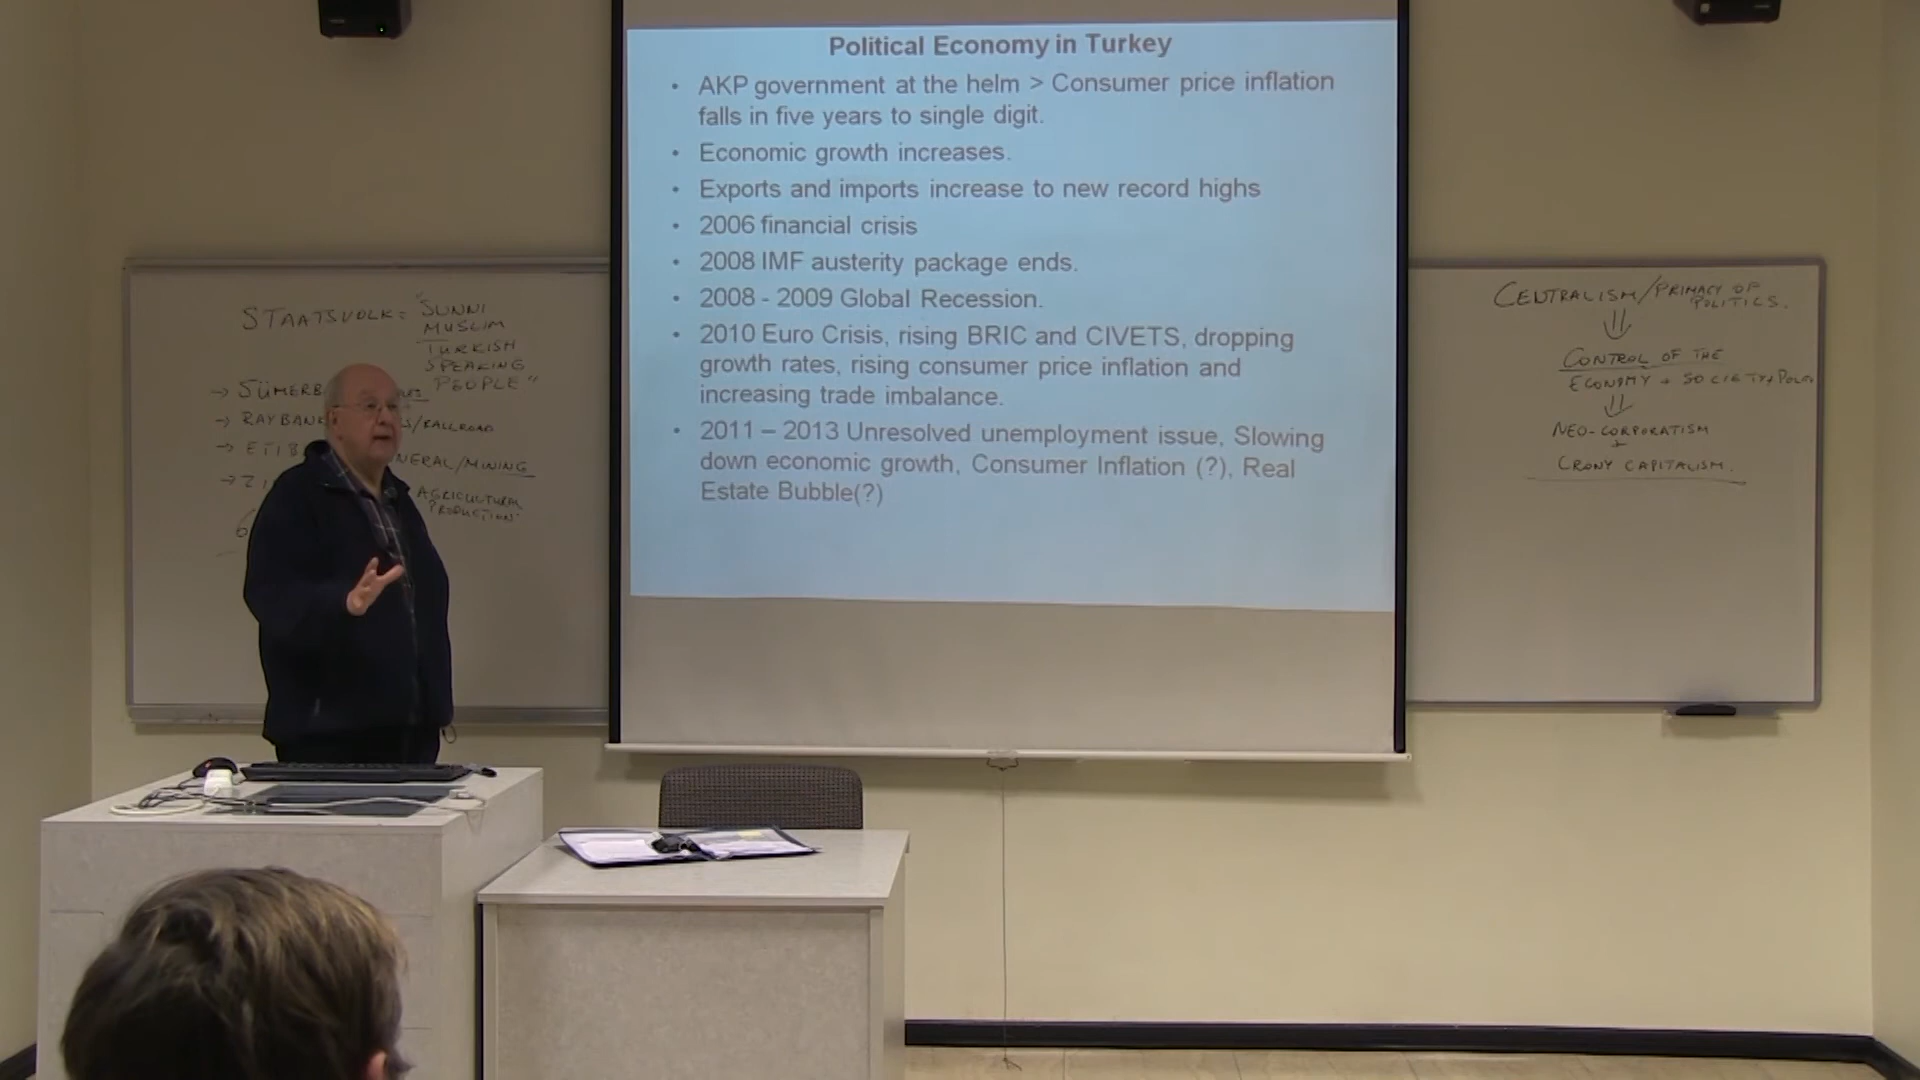 Political Economy in Turkey
• AKP government at the helm > Consumer price inflation
falls in five years to single digit.
• Economic growth increases.
• Exports and imports increase to new record highs
• 2006 financial crisis
• 2008 IMF austerity package ends.
• 2008 - 2009 Global Recession.
• 2010 Euro Crisis, rising BRIC and CIVETS, dropping
growth rates, rising consumer price inflation and
increasing trade imbalance.
• 2011 – 2013 Unresolved unemployment issue, Slowing
down economic growth, Consumer Inflation (?), Real
Estate Bubble(?)
STAATSVOLK = "SUNNI
MUSLIM
TURKISH
SPEAKING
PEOPLE"
→ SÜMERB
→ RAYBANK /RAILROAD
→ ETIB NERAL/MINING
→ Zİ AGRICULTURAL
PRODUCTION
CENTRALISM/PRIMACY OF
POLITICS.
⇓
CONTROL OF THE
ECONOMY + SOCIETY +
⇓
NEO-CORPORATISM
+
CRONY CAPITALISM.